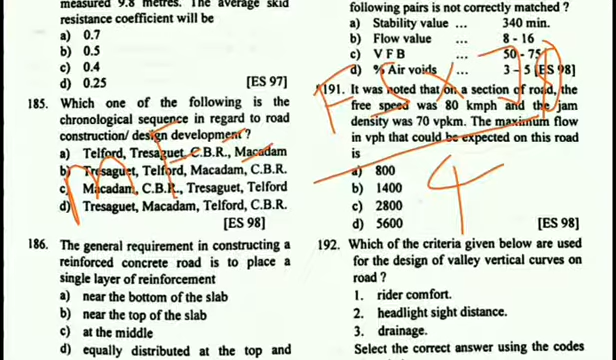 measured 9.8 metres. The average skid
resistance coefficient will be
a) 0.7
b) 0.5
c) 0.4
d) 0.25 [ES 97]
185. Which one of the following is the
chronological sequence in regard to road
construction/ design development ?
a) Telford, Tresaguet, C.B.R., Macadam
b) Tresaguet, Telford, Macadam, C.B.R.
c) Macadam, C.B.R., Tresaguet, Telford
d) Tresaguet, Macadam, Telford, C.B.R.
[ES 98]
186. The general requirement in constructing a
reinforced concrete road is to place a
single layer of reinforcement
a) near the bottom of the slab
b) near the top of the slab
c) at the middle
d) equally distributed at the top and
following pairs is not correctly matched ?
a) Stability value ... 340 min.
b) Flow value ... 8 - 16
c) V F B ... 50 - 75
d) % Air voids ... 3 - 5 [ES 98]
191. It was noted that on a section of road, the
free speed was 80 kmph and the jam
density was 70 vpkm. The maximum flow
in vph that could be expected on this road
is
a) 800
b) 1400
c) 2800
d) 5600 [ES 98]
192. Which of the criteria given below are used
for the design of valley vertical curves on
road ?
1. rider comfort.
2. headlight sight distance.
3. drainage.
Select the correct answer using the codes
4